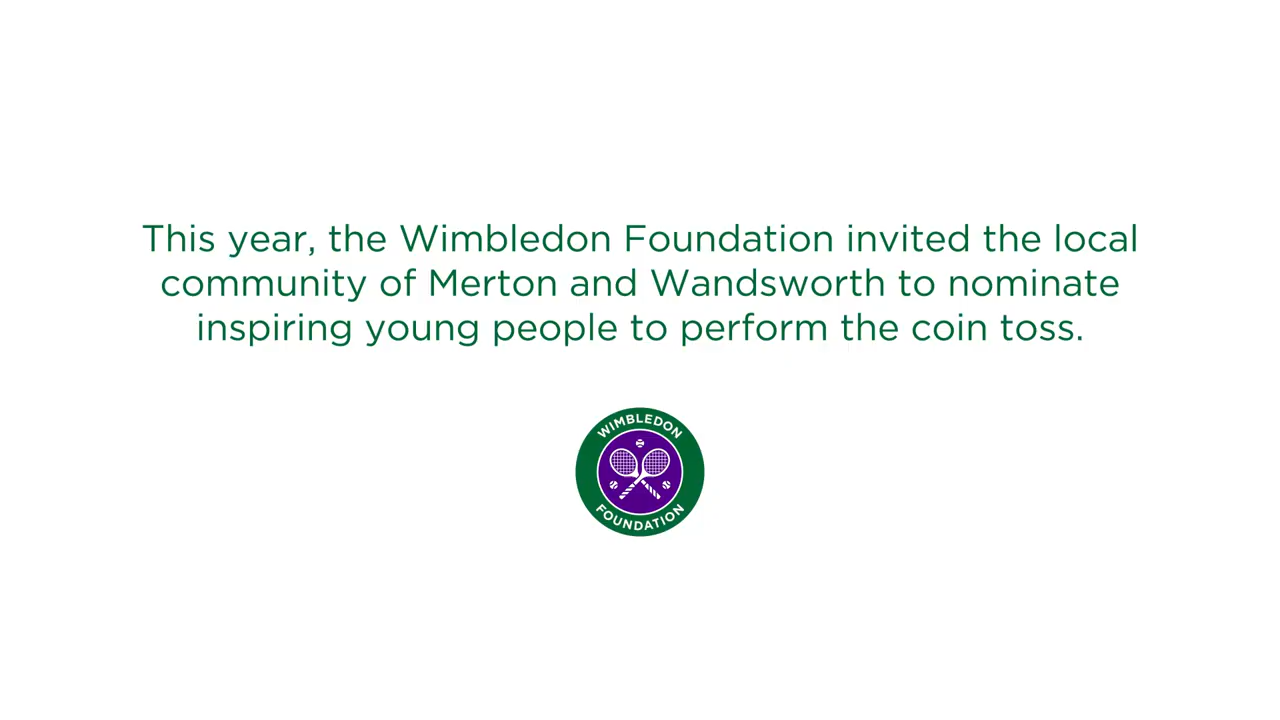 This year, the Wimbledon Foundation invited the local
community of Merton and Wandsworth to nominate
inspiring young people to perform the coin toss.
WIMBLEDON
FOUNDATION